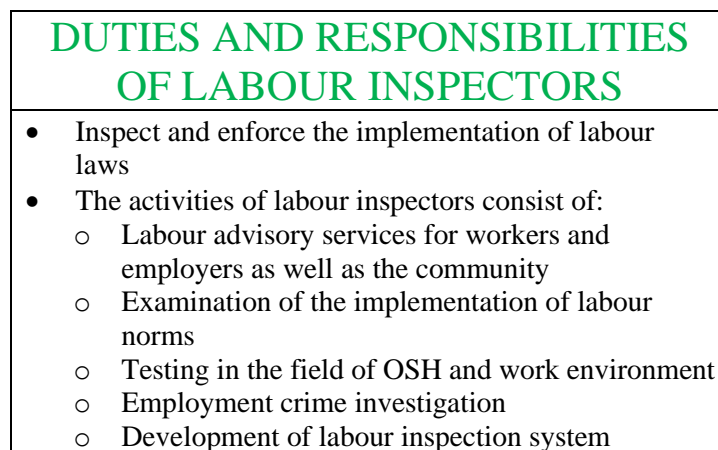 DUTIES AND RESPONSIBILITIES
OF LABOUR INSPECTORS
• Inspect and enforce the implementation of labour
laws
• The activities of labour inspectors consist of:
o Labour advisory services for workers and
employers as well as the community
o Examination of the implementation of labour
norms
o Testing in the field of OSH and work environment
o Employment crime investigation
o Development of labour inspection system